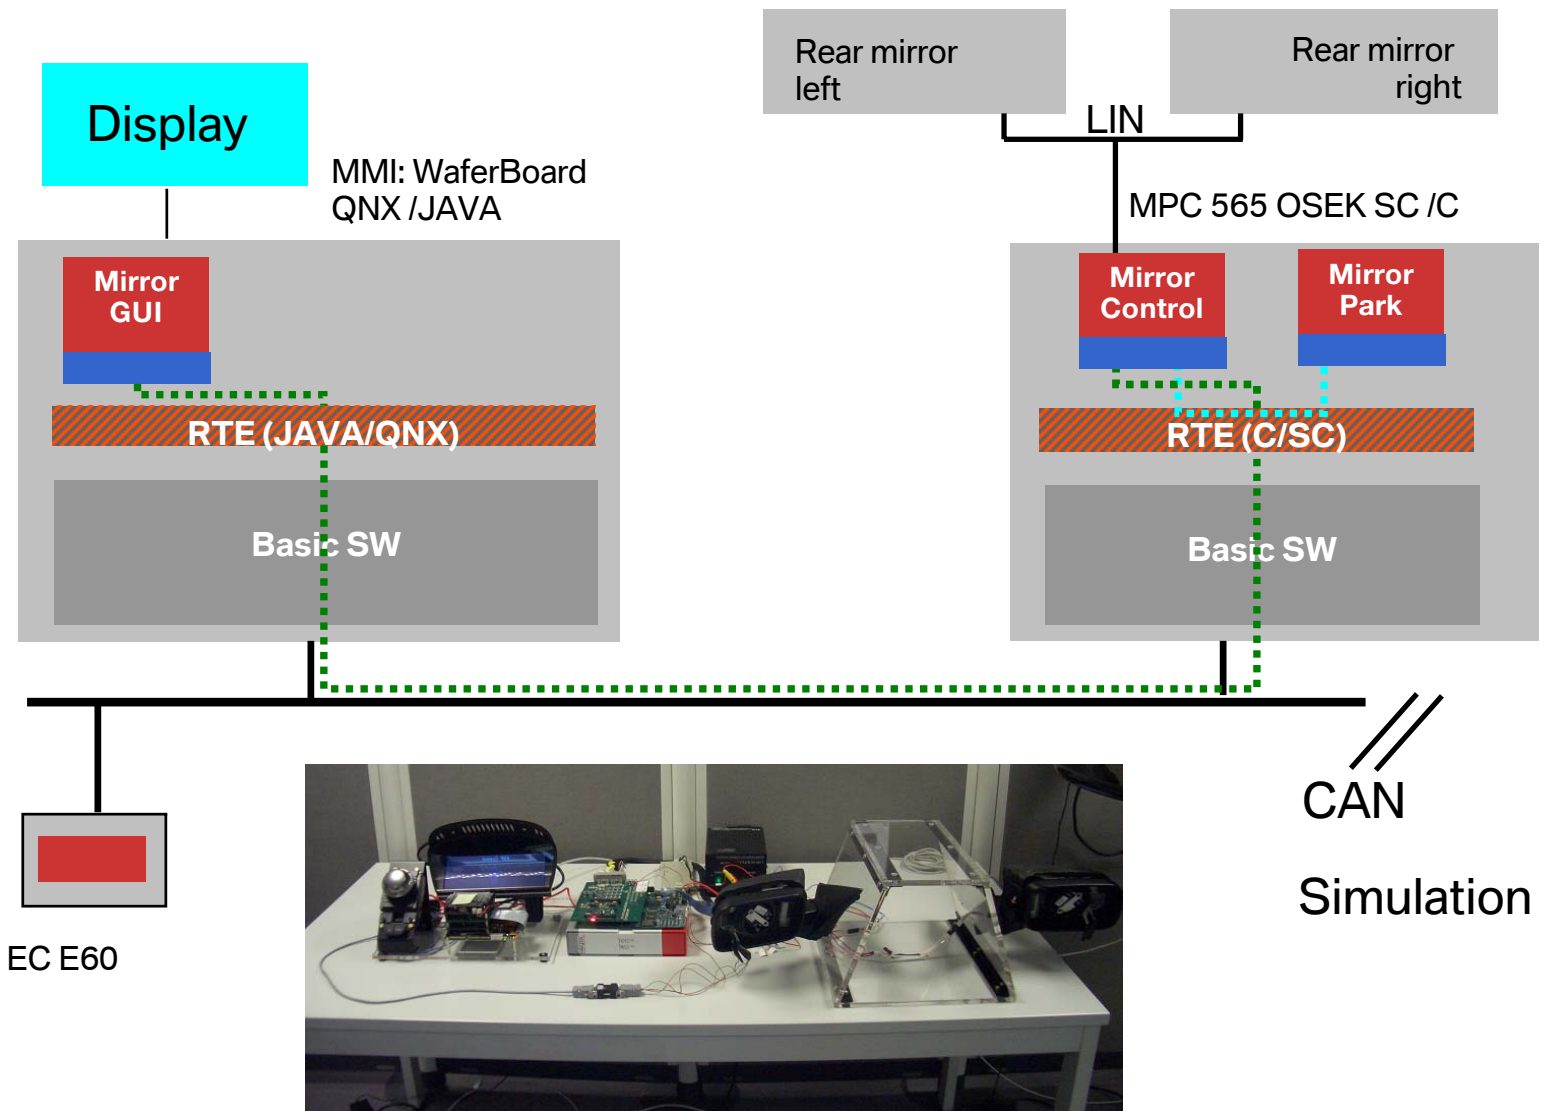 Rear mirror
left
Rear mirror
right
Display
LIN
MMI: WaferBoard
QNX /JAVA
MPC 565 OSEK SC /C
Mirror
GUI
Mirror
Control
Mirror
Park
RTE (JAVA/QNX)
RTE (C/SC)
Basic SW
Basic SW
CAN
Simulation
EC E60